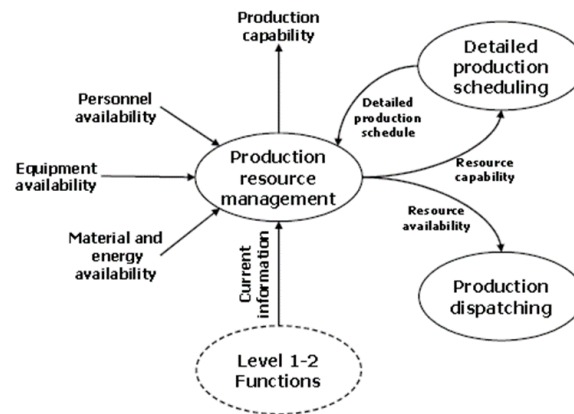 Production
capability
Detailed
production
scheduling
Personnel
availability
Detailed
production
schedule
Production
resource
management
Equipment
availability
Resource
capability
Resource
availability
Material and
energy
availability
Current
information
Production
dispatching
Level 1-2
Functions